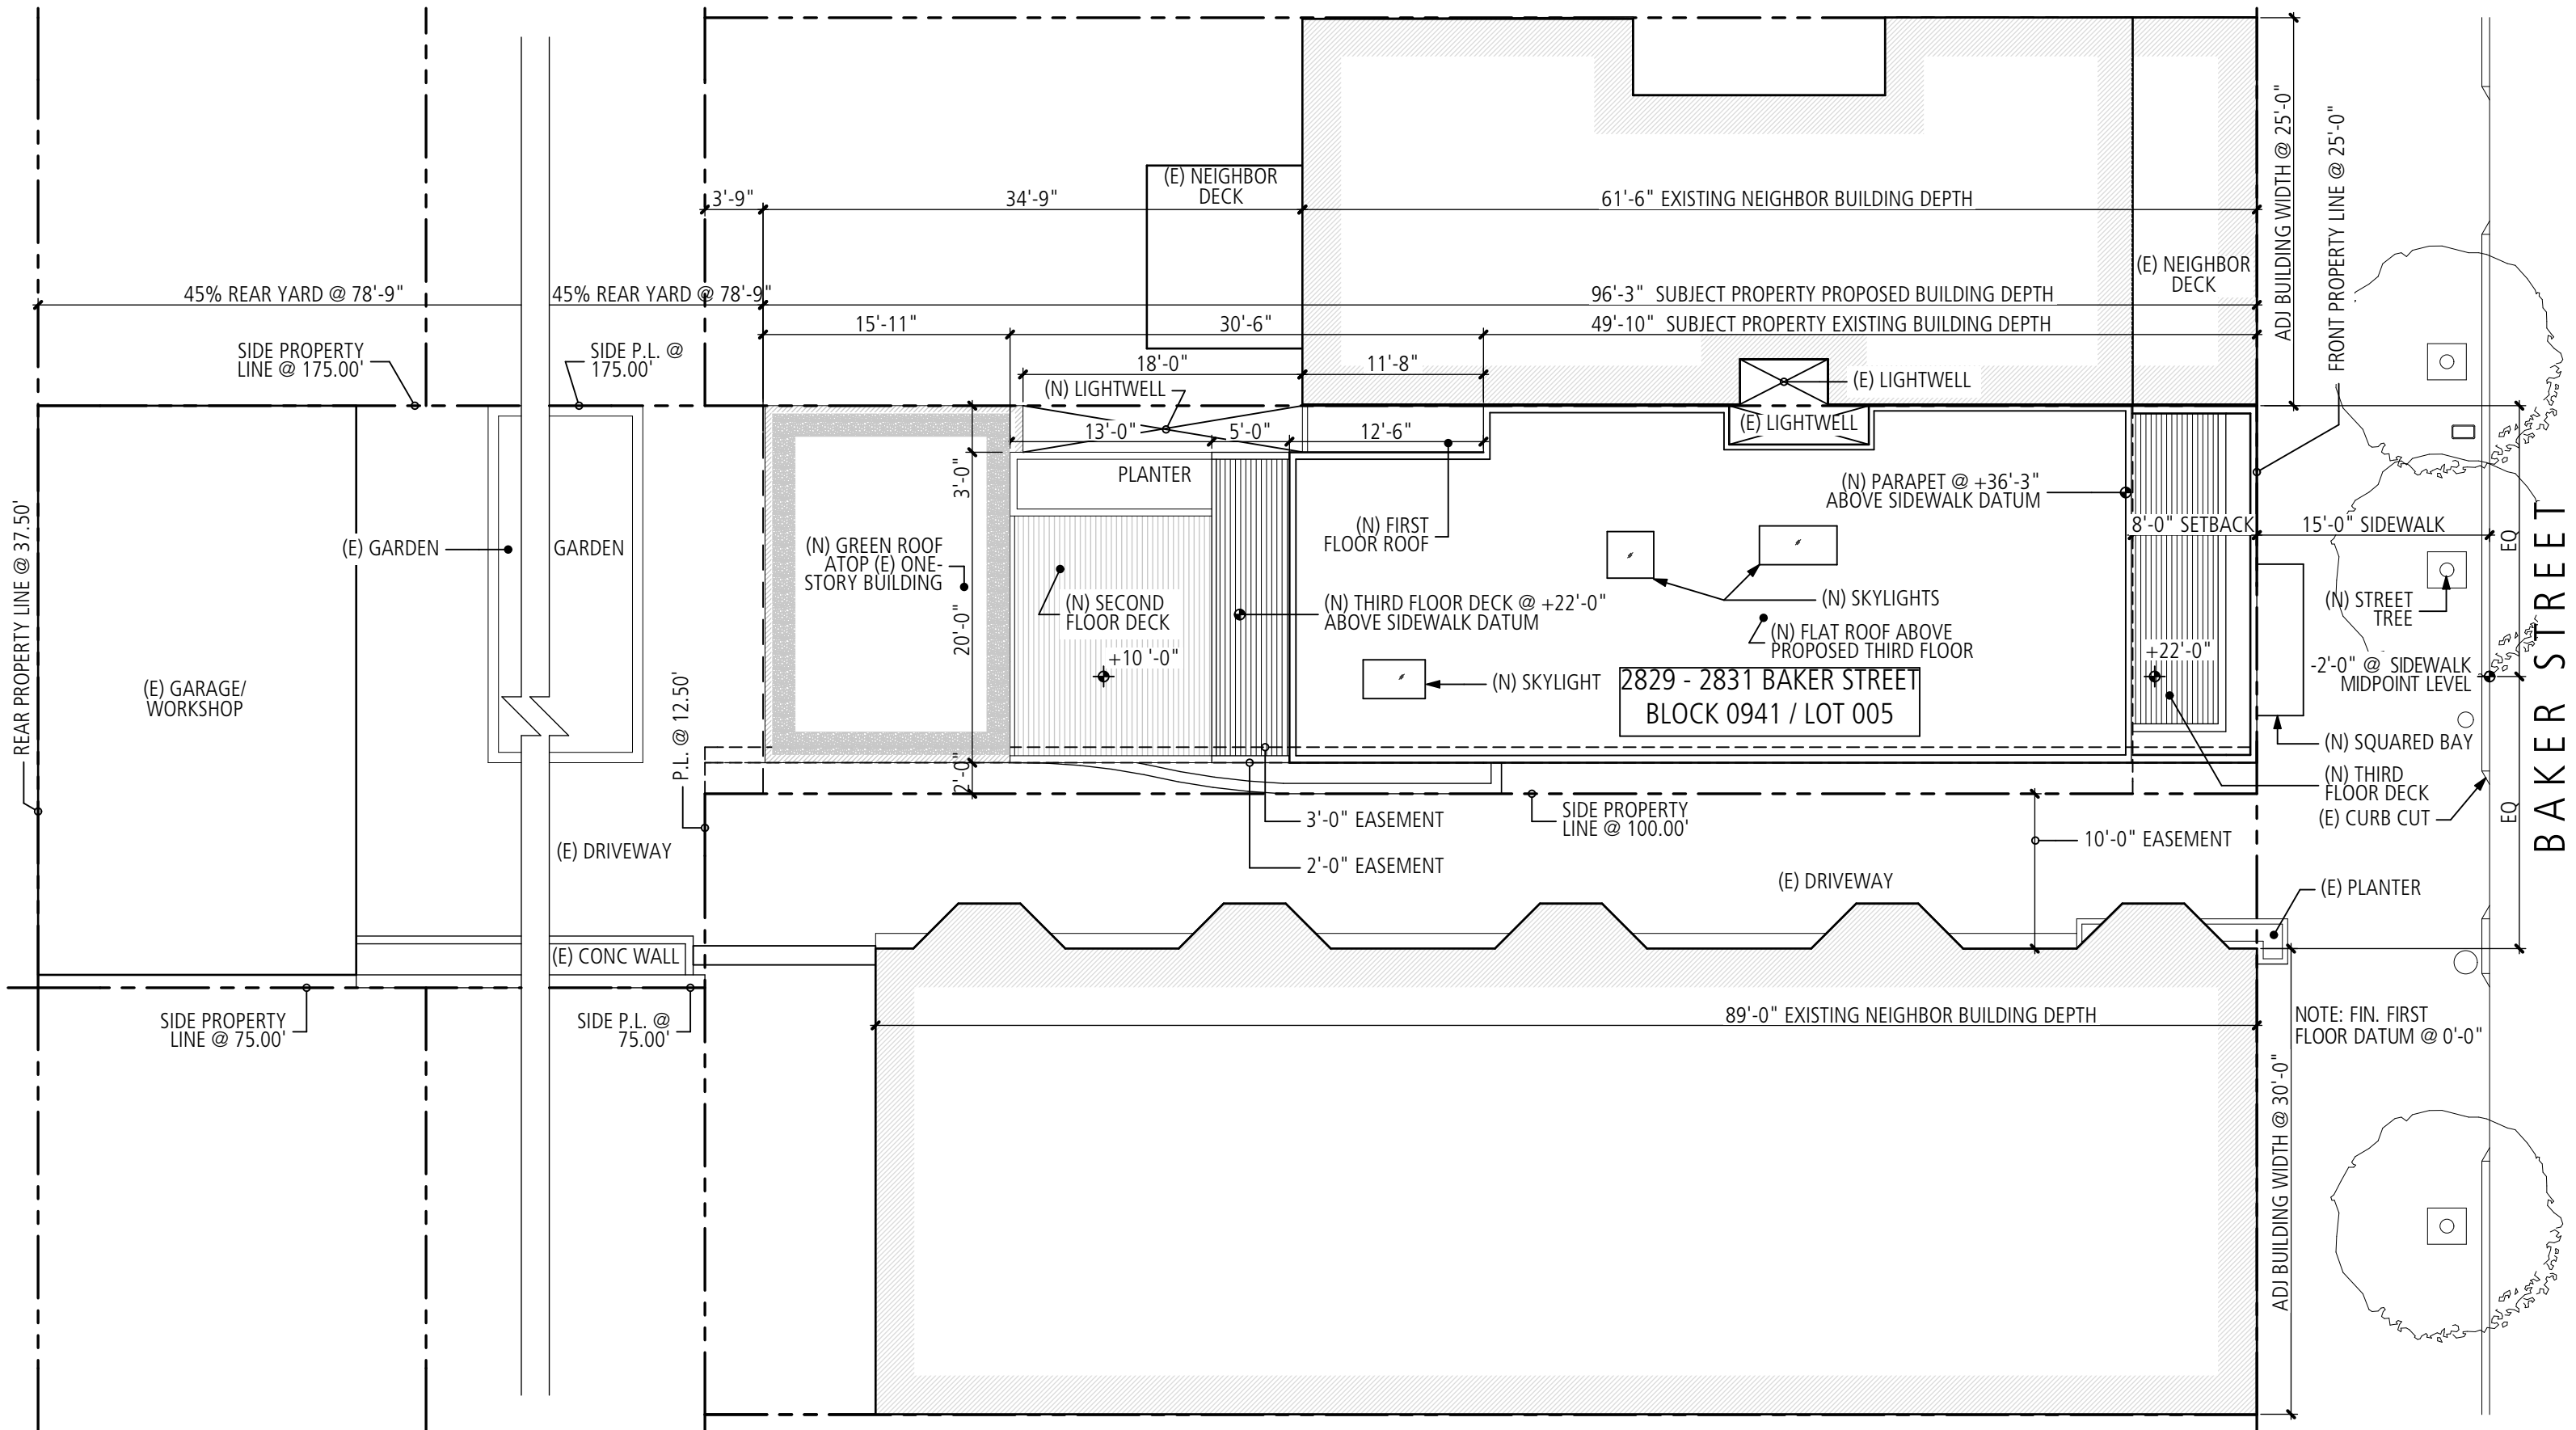 3'-9"
34'-9"
(E) NEIGHBOR
DECK
61'-6" EXISTING NEIGHBOR BUILDING DEPTH
ADJ BUILDING WIDTH @ 25'-0"
FRONT PROPERTY LINE @ 25'-0"
(E) NEIGHBOR
DECK
45% REAR YARD @ 78'-9"
45% REAR YARD @ 78'-9"
96'-3" SUBJECT PROPERTY PROPOSED BUILDING DEPTH
15'-11"
30'-6"
49'-10" SUBJECT PROPERTY EXISTING BUILDING DEPTH
SIDE PROPERTY
LINE @ 175.00'
SIDE P.L. @
175.00'
18'-0"
11'-8"
(N) LIGHTWELL
(E) LIGHTWELL
(E) LIGHTWELL
13'-0"
5'-0"
12'-6"
3'-0"
PLANTER
(N) PARAPET @ +36'-3"
ABOVE SIDEWALK DATUM
REAR PROPERTY LINE @ 37.50'
(E) GARDEN
GARDEN
(N) GREEN ROOF
ATOP (E) ONE-
STORY BUILDING
(N) FIRST
FLOOR ROOF
8'-0" SETBACK
15'-0" SIDEWALK
EQ
BAKER STREET
20'-0"
(N) SECOND
FLOOR DECK
(N) THIRD FLOOR DECK @ +22'-0"
ABOVE SIDEWALK DATUM
(N) SKYLIGHTS
(N) STREET
TREE
(N) FLAT ROOF ABOVE
PROPOSED THIRD FLOOR
+10 '-0"
+22'-0"
-2'-0" @ SIDEWALK
MIDPOINT LEVEL
(E) GARAGE/
WORKSHOP
P.L. @ 12.50'
(N) SKYLIGHT
2829 - 2831 BAKER STREET
BLOCK 0941 / LOT 005
(N) SQUARED BAY
2'-0"
(N) THIRD
FLOOR DECK
(E) CURB CUT
EQ
3'-0" EASEMENT
SIDE PROPERTY
LINE @ 100.00'
10'-0" EASEMENT
(E) DRIVEWAY
2'-0" EASEMENT
(E) DRIVEWAY
(E) PLANTER
(E) CONC WALL
SIDE PROPERTY
LINE @ 75.00'
SIDE P.L. @
75.00'
89'-0" EXISTING NEIGHBOR BUILDING DEPTH
NOTE: FIN. FIRST
FLOOR DATUM @ 0'-0"
ADJ BUILDING WIDTH @ 30'-0"